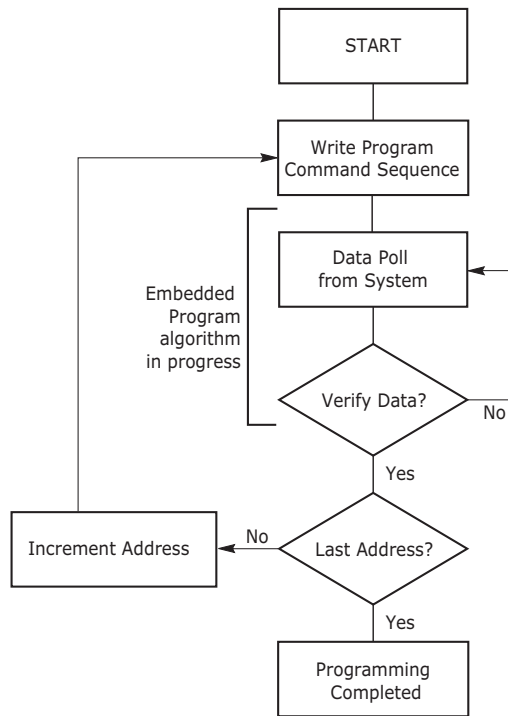 START
Write Program
Command Sequence
Data Poll
from System
Embedded
Program
algorithm
in progress
Verify Data?
No
Yes
Increment Address
No
Last Address?
Yes
Programming
Completed